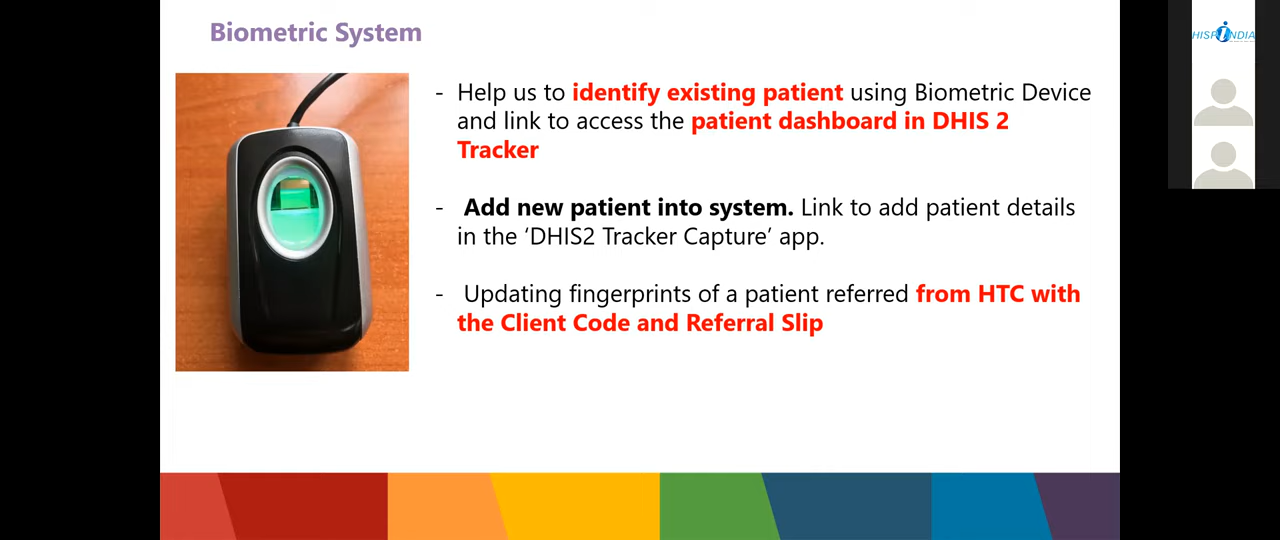 Biometric System
- Help us to identify existing patient using Biometric Device
and link to access the patient dashboard in DHIS 2
Tracker
- Add new patient into system. Link to add patient details
in the ‘DHIS2 Tracker Capture’ app.
- Updating fingerprints of a patient referred from HTC with
the Client Code and Referral Slip
HISP INDIA